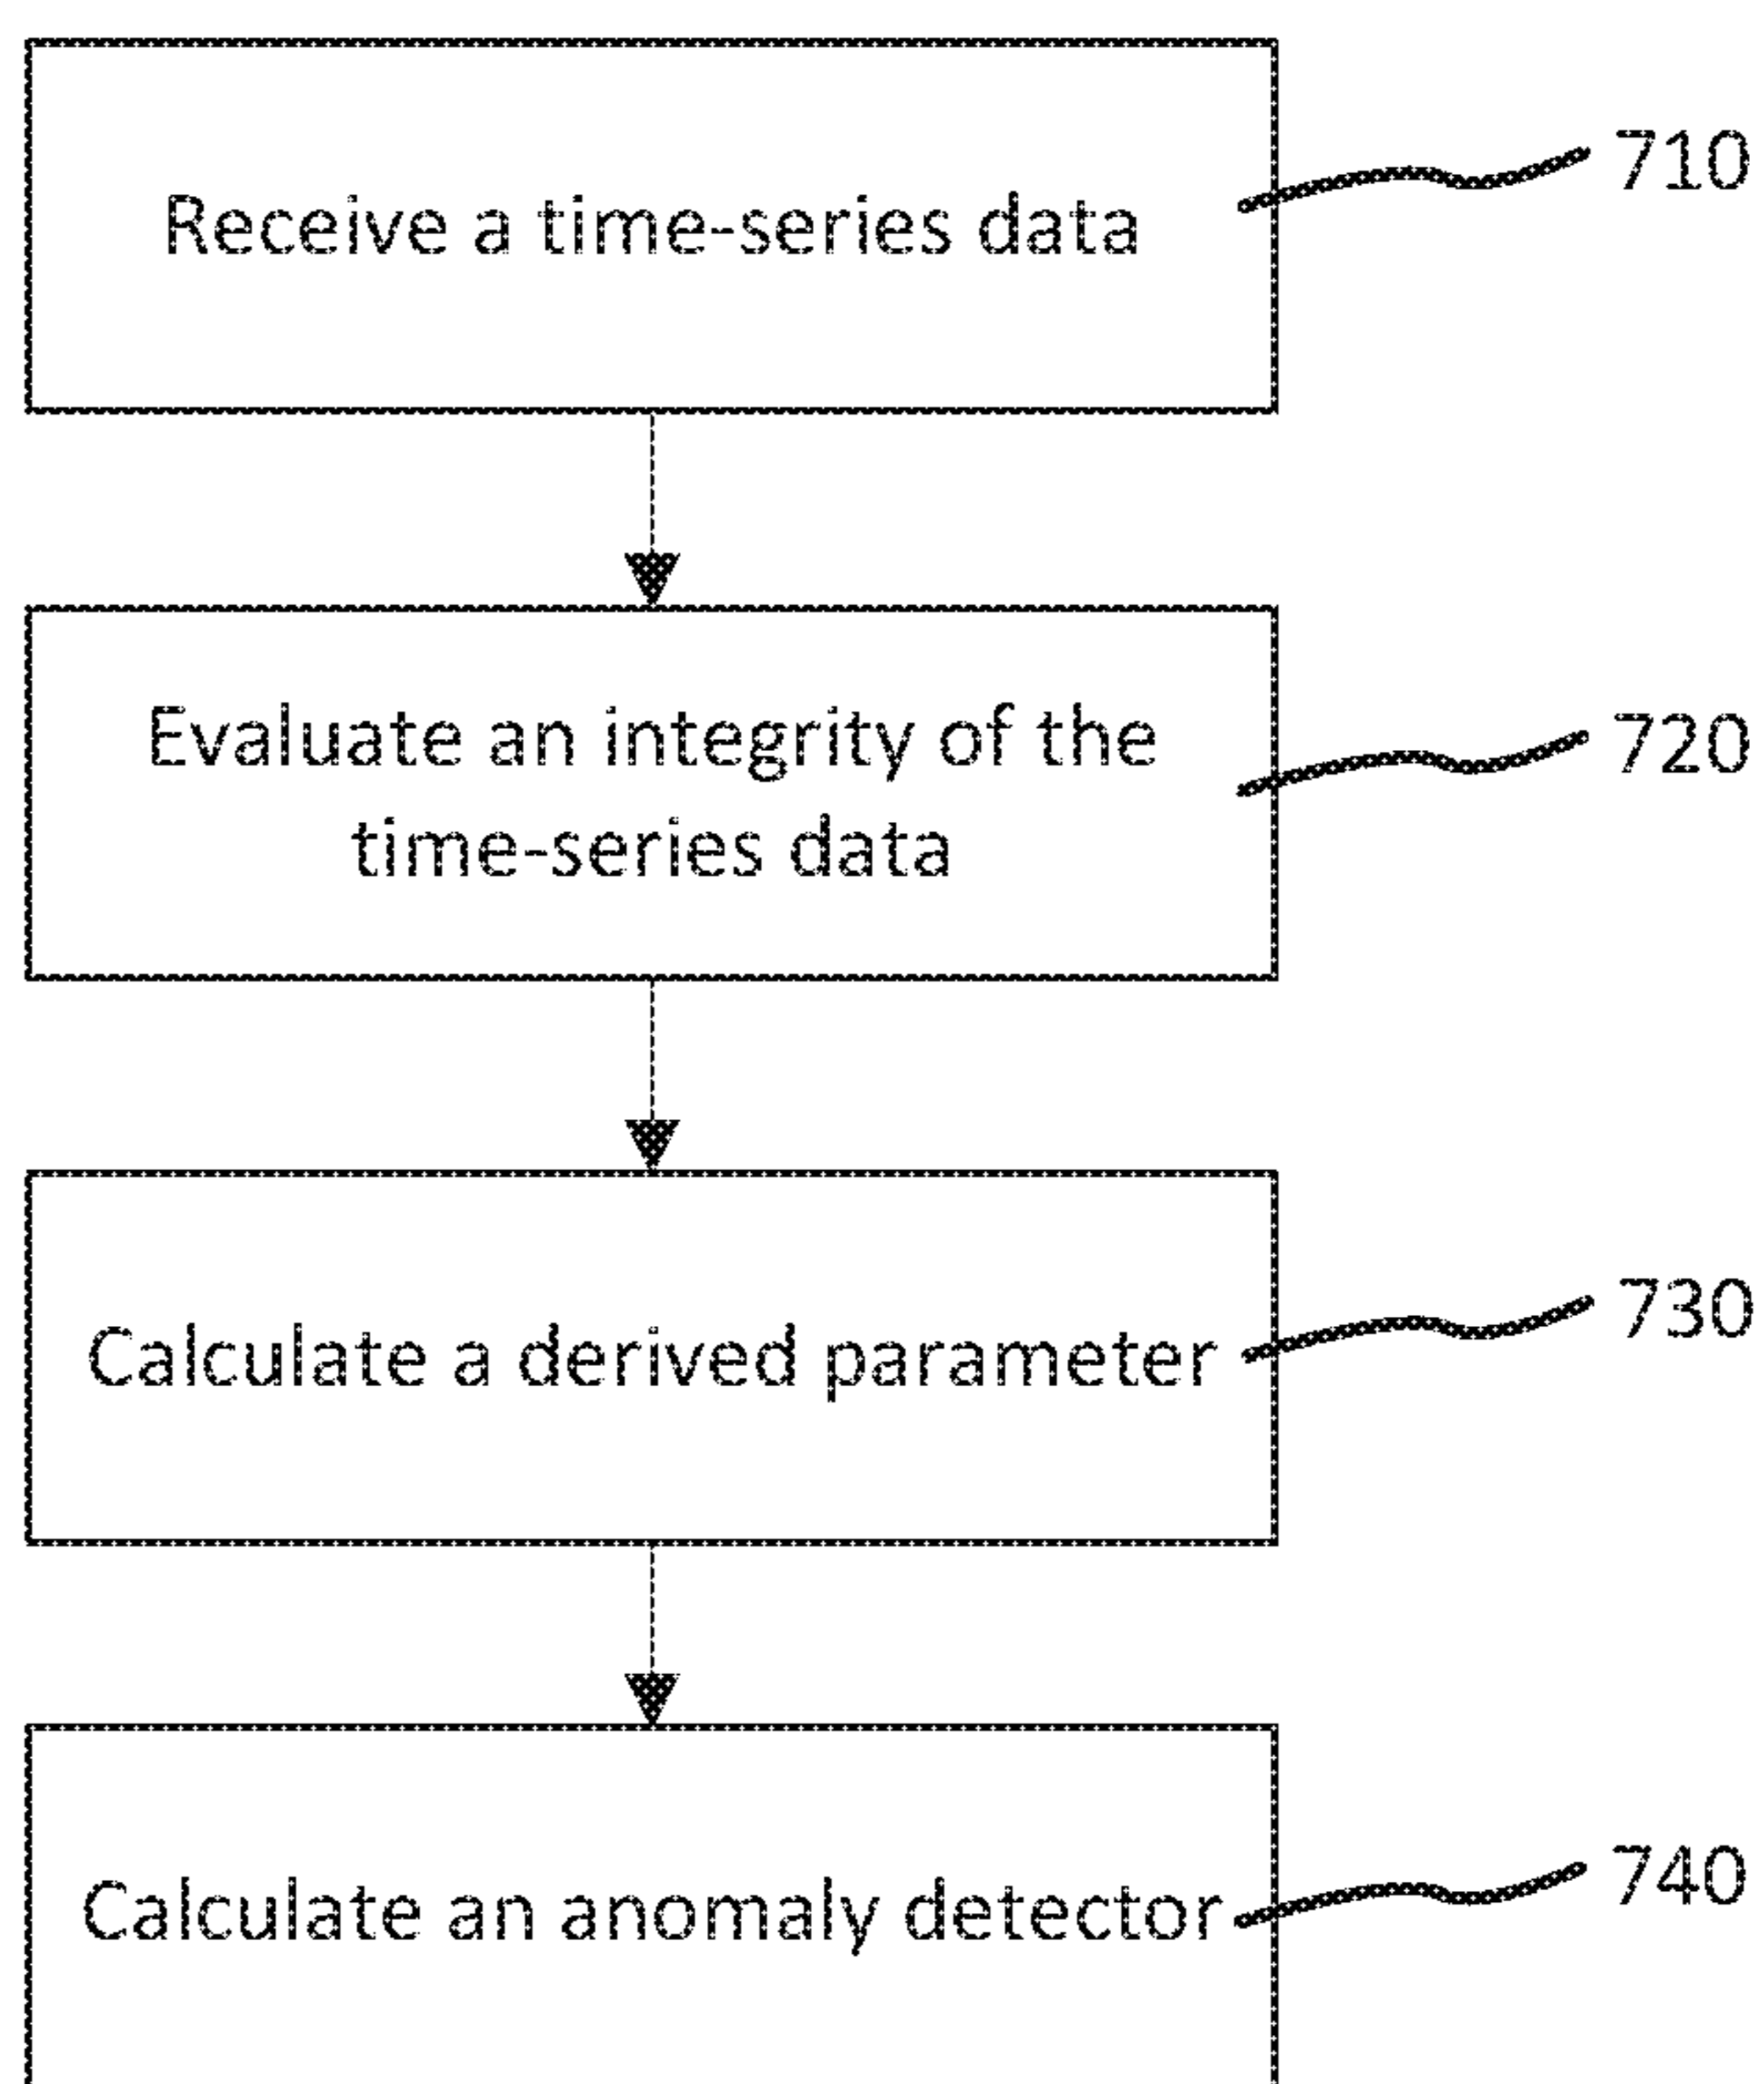 Receive a time-series data
710
Evaluate an integrity of the
time-series data
720
Calculate a derived parameter
730
Calculate an anomaly detector
740